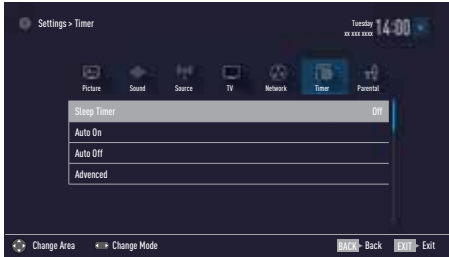 Settings > Timer
Tuesday
xx xxx xxxx
14:00
Picture Sound Source TV Network Timer Parental
Sleep Timer Off
Auto On
Auto Off
Advanced
Change Area Change Mode BACK Back EXIT Exit